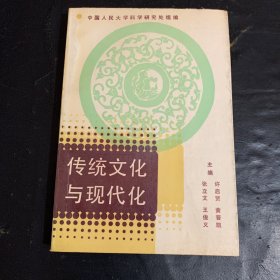 中国人民大学科学研究处组编
传统文化
与现代化
主编
许启贤 黄晋凯
张立文 王俊义